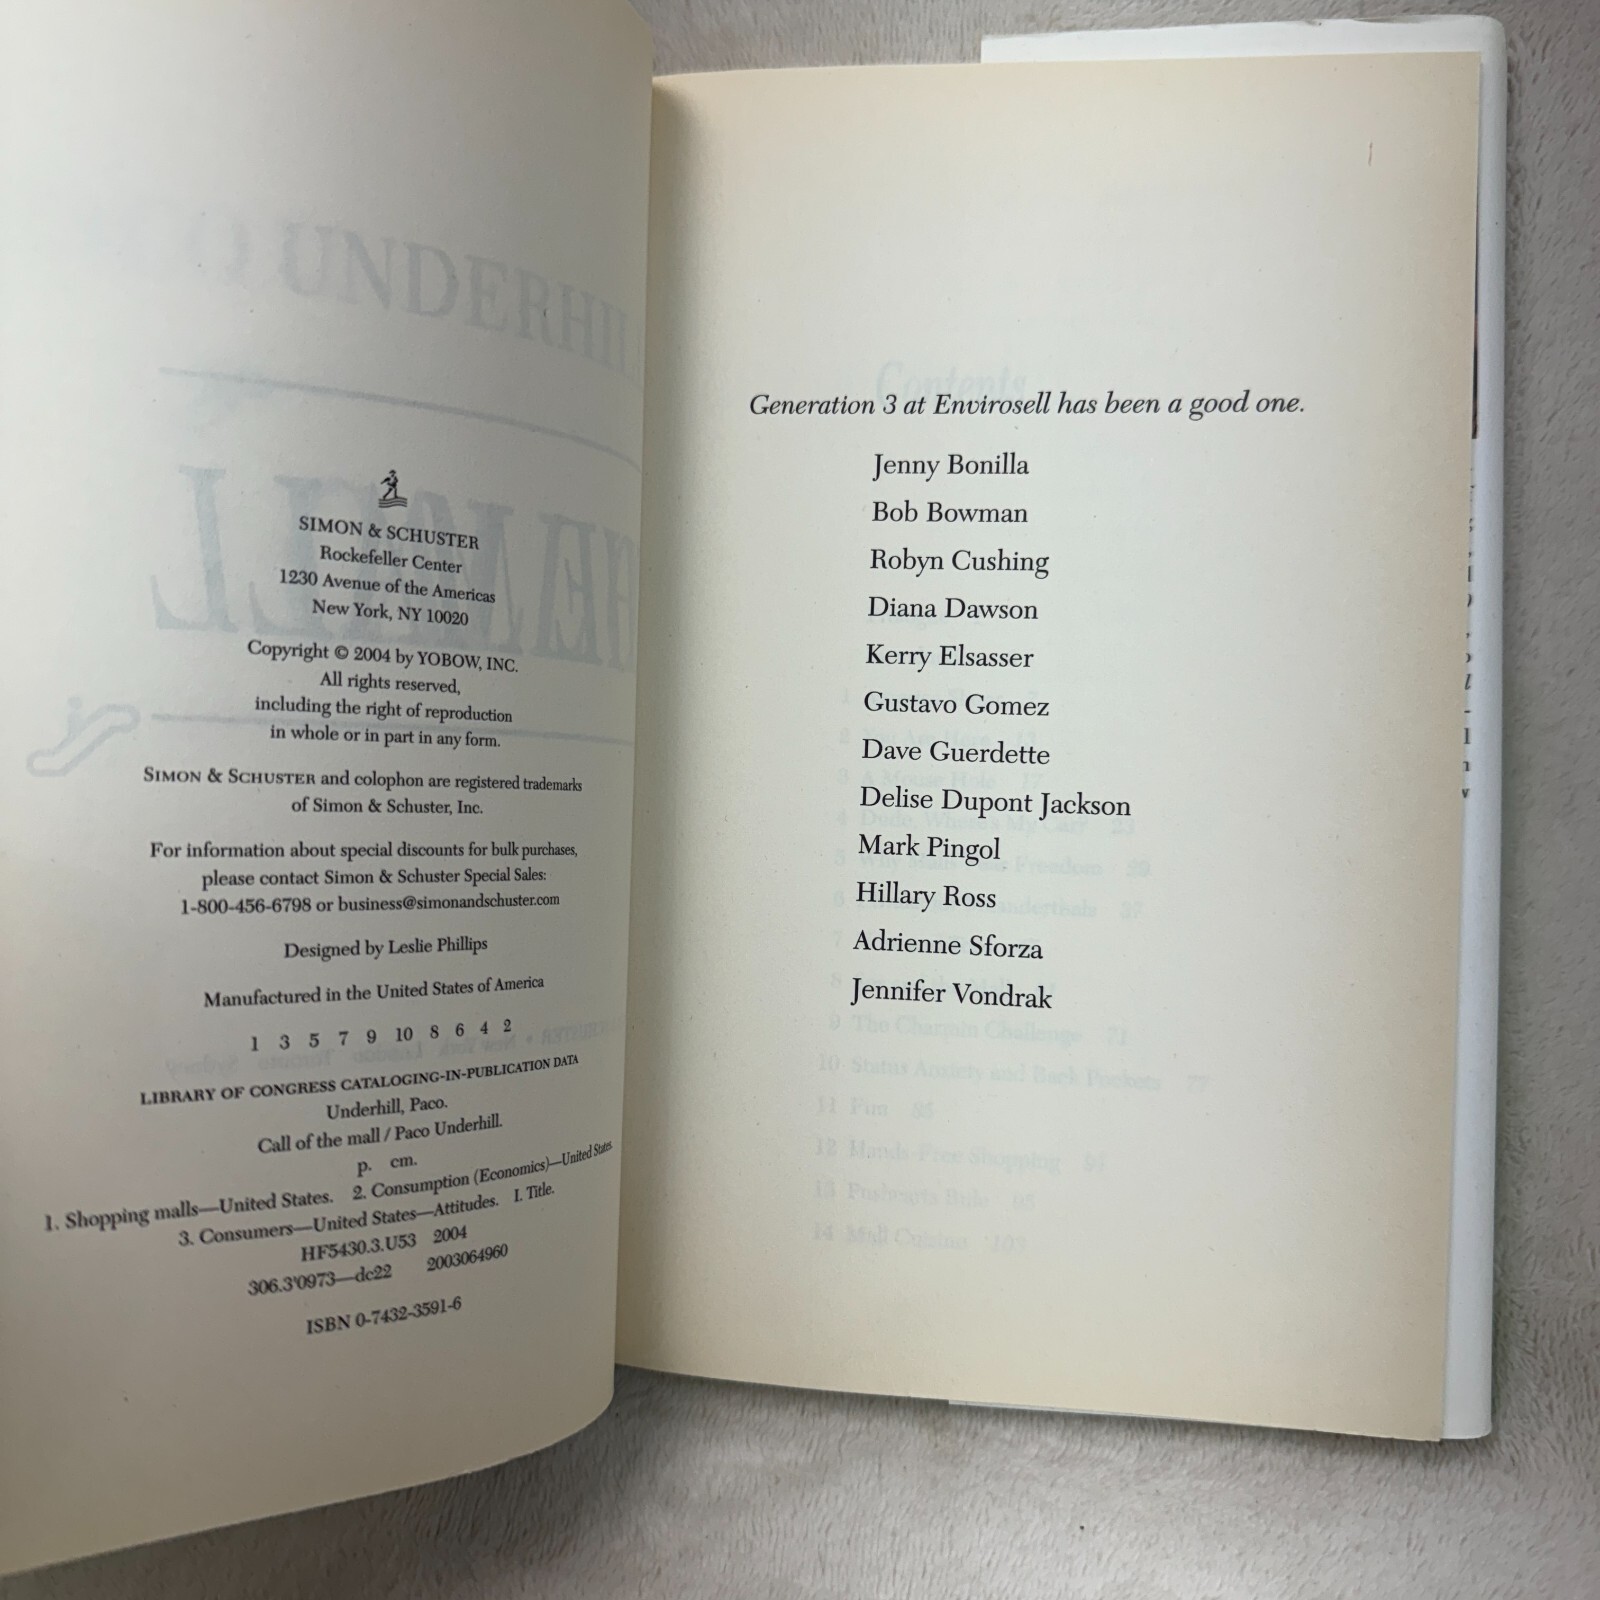 SIMON & SCHUSTER
Rockefeller Center
1230 Avenue of the Americas
New York, NY 10020
Copyright © 2004 by YOBOW, INC.
All rights reserved,
including the right of reproduction
in whole or in part in any form.
SIMON & SCHUSTER and colophon are registered trademarks
of Simon & Schuster, Inc.
For information about special discounts for bulk purchases,
please contact Simon & Schuster Special Sales:
1-800-456-6798 or business@simonandschuster.com
Designed by Leslie Phillips
Manufactured in the United States of America
1 3 5 7 9 10 8 6 4 2
LIBRARY OF CONGRESS CATALOGING-IN-PUBLICATION DATA
Underhill, Paco.
Call of the mall / Paco Underhill.
p. cm.
1. Shopping malls—United States. 2. Consumption (Economics)—United States
3. Consumers—United States—Attitudes. I. Title.
HF5430.3.U53 2004
306.3'0973—dc22 2003064960
ISBN 0-7432-3591-6
Generation 3 at Envirosell has been a good one.
Jenny Bonilla
Bob Bowman
Robyn Cushing
Diana Dawson
Kerry Elsasser
Gustavo Gomez
Dave Guerdette
Delise Dupont Jackson
Mark Pingol
Hillary Ross
Adrienne Sforza
Jennifer Vondrak